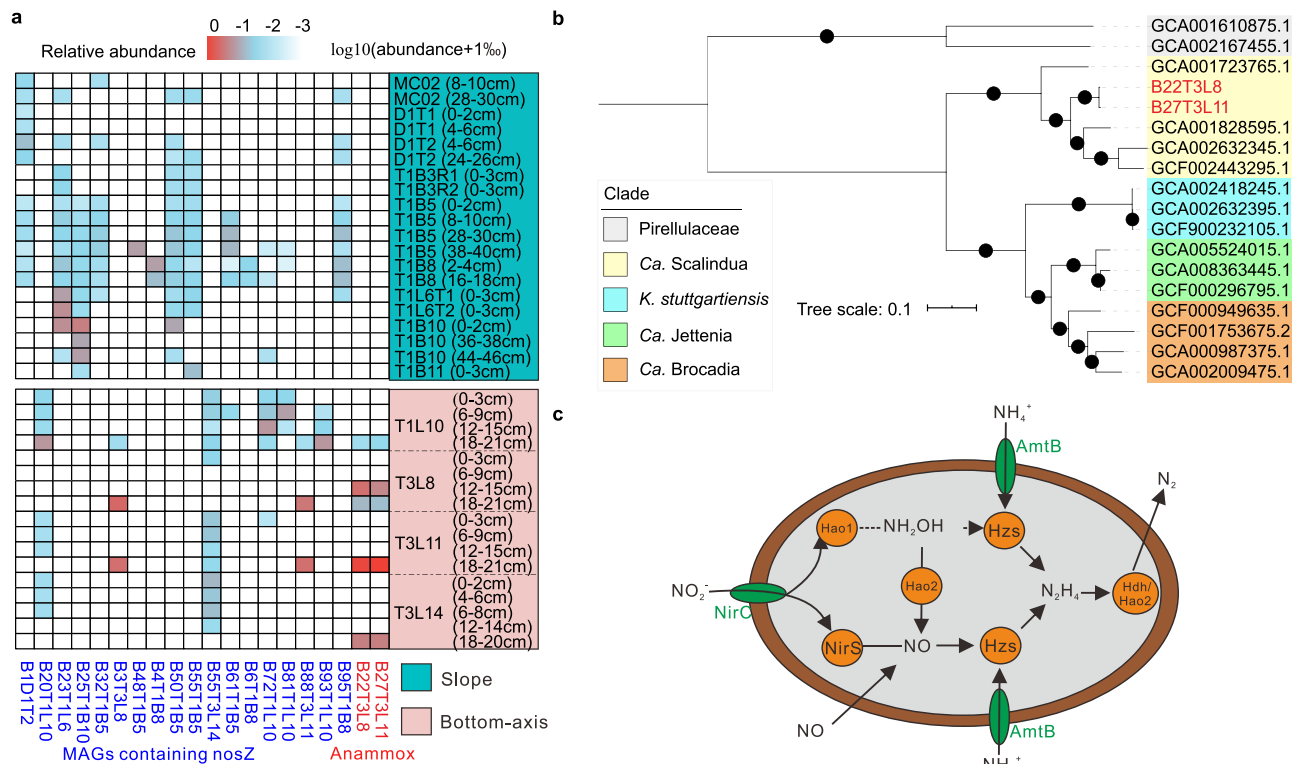 a
0 -1 -2 -3
Relative abundance
log10(abundance+1‰)
MC02 (8-10cm)
MC02 (28-30cm)
D1T1 (0-2cm)
D1T1 (4-6cm)
D1T2 (4-6cm)
D1T2 (24-26cm)
T1B3R1 (0-3cm)
T1B3R2 (0-3cm)
T1B5 (0-2cm)
T1B5 (8-10cm)
T1B5 (28-30cm)
T1B5 (38-40cm)
T1B8 (2-4cm)
T1B8 (16-18cm)
T1L6T1 (0-3cm)
T1L6T2 (0-3cm)
T1B10 (0-2cm)
T1B10 (36-38cm)
T1B10 (44-46cm)
T1B11 (0-3cm)
T1L10
(0-3cm)
(6-9cm)
(12-15cm)
(18-21cm)
T3L8
(0-3cm)
(6-9cm)
(12-15cm)
(18-21cm)
T3L11
(0-3cm)
(6-9cm)
(12-15cm)
(18-21cm)
T3L14
(0-2cm)
(4-6cm)
(6-8cm)
(12-14cm)
(18-20cm)
B1D1T2
B20T1L10
B23T1L6
B25T1B10
B32T1B5
B3T3L8
B48T1B5
B4T1B8
B50T1B5
B55T1B5
B55T3L14
B61T1B5
B6T1B8
B72T1L10
B81T1L10
B88T3L11
B93T1L10
B95T1B8
B22T3L8
B27T3L11
MAGs containing nosZ
Anammox
Slope
Bottom-axis
b
GCA001610875.1
GCA002167455.1
GCA001723765.1
B22T3L8
B27T3L11
GCA001828595.1
GCA002632345.1
GCF002443295.1
GCA002418245.1
GCA002632395.1
GCF900232105.1
GCA005524015.1
GCA008363445.1
GCF000296795.1
GCF000949635.1
GCF001753675.2
GCA000987375.1
GCA002009475.1
Clade
Pirellulaceae
Ca. Scalindua
K. stuttgartiensis
Ca. Jettenia
Ca. Brocadia
Tree scale: 0.1
c
NH₄⁺
AmtB
N₂
Hao1
NH₂OH
Hzs
NO₂⁻
NirC
Hao2
N₂H₄
Hdh/
Hao2
NirS
NO
Hzs
NO
AmtB
NH₄⁺